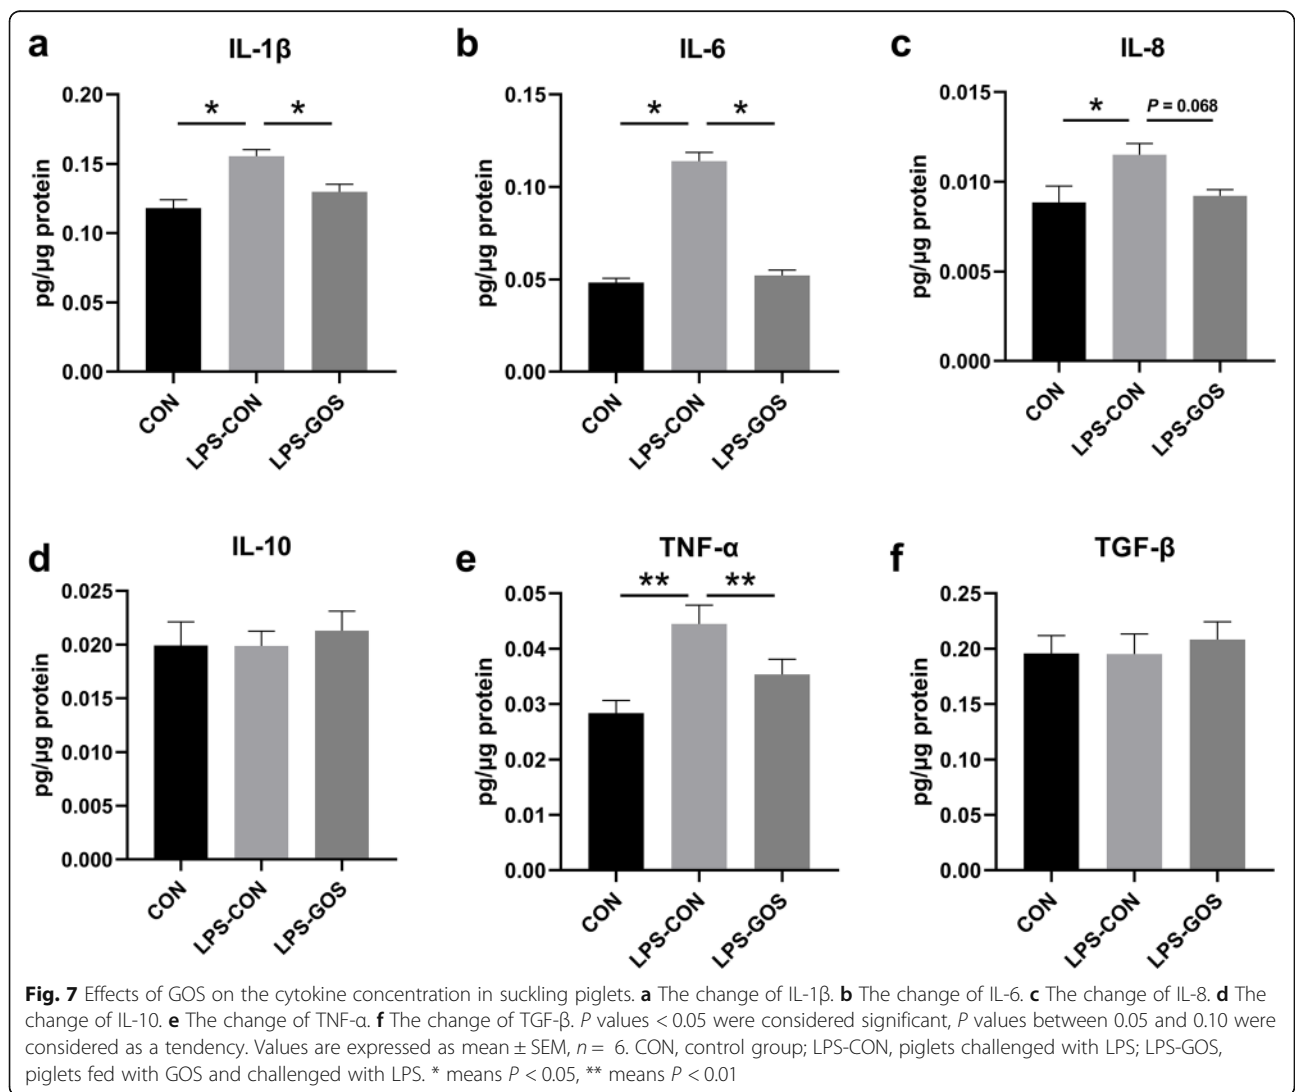 a
IL-1β
pg/µg protein
0.20
0.15
0.10
0.05
0.00
*
*
CON
LPS-CON
LPS-GOS
b
IL-6
pg/µg protein
0.15
0.10
0.05
0.00
*
*
CON
LPS-CON
LPS-GOS
c
IL-8
pg/µg protein
0.015
0.010
0.005
0.000
*
P = 0.068
CON
LPS-CON
LPS-GOS
d
IL-10
pg/µg protein
0.025
0.020
0.015
0.010
0.005
0.000
CON
LPS-CON
LPS-GOS
e
TNF-α
pg/µg protein
0.05
0.04
0.03
0.02
0.01
0.00
**
**
CON
LPS-CON
LPS-GOS
f
TGF-β
pg/µg protein
0.25
0.20
0.15
0.10
0.05
0.00
CON
LPS-CON
LPS-GOS
Fig. 7 Effects of GOS on the cytokine concentration in suckling piglets. a The change of IL-1β. b The change of IL-6. c The change of IL-8. d The
change of IL-10. e The change of TNF-α. f The change of TGF-β. P values < 0.05 were considered significant, P values between 0.05 and 0.10 were
considered as a tendency. Values are expressed as mean ± SEM, n = 6. CON, control group; LPS-CON, piglets challenged with LPS; LPS-GOS,
piglets fed with GOS and challenged with LPS. * means P < 0.05, ** means P < 0.01